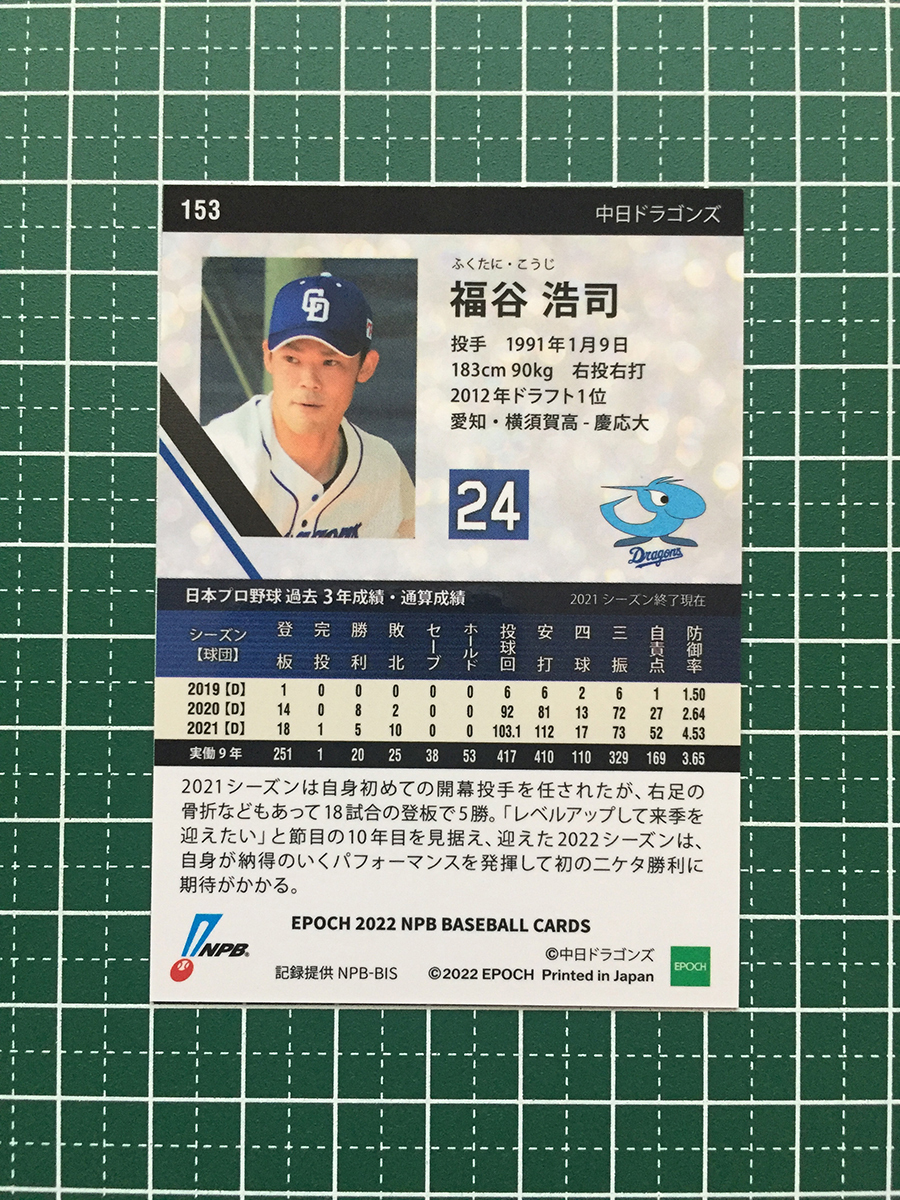 153
中日ドラゴンズ
ふくたに・こうじ
福谷 浩司
投手 1991年1月9日
183cm 90kg 右投右打
2012年ドラフト1位
愛知・横須賀高-慶応大
CD
24
Dragons
日本プロ野球 過去3年成績・通算成績 2021シーズン終了現在
シーズン【球団】 登板 完投 勝利 敗北 セーブ ホールド 投球回 安打 四球 三振 自責点 防御率
2019【D】 1 0 0 0 0 0 6 6 2 6 1 1.50
2020【D】 14 0 8 2 0 0 92 81 13 72 27 2.64
2021【D】 18 1 5 10 0 0 103.1 112 17 73 52 4.53
実働9年 251 1 20 25 38 53 417 410 110 329 169 3.65
2021シーズンは自身初めての開幕投手を任されたが、右足の
骨折などもあって18試合の登板で5勝。「レベルアップして来季を
迎えたい」と節目の10年目を見据え、迎えた2022シーズンは、
自身が納得のいくパフォーマンスを発揮して初の二ケタ勝利に
期待がかかる。
EPOCH 2022 NPB BASEBALL CARDS
NPB®
©中日ドラゴンズ
記録提供 NPB-BIS ©2022 EPOCH Printed in Japan
EPOCH